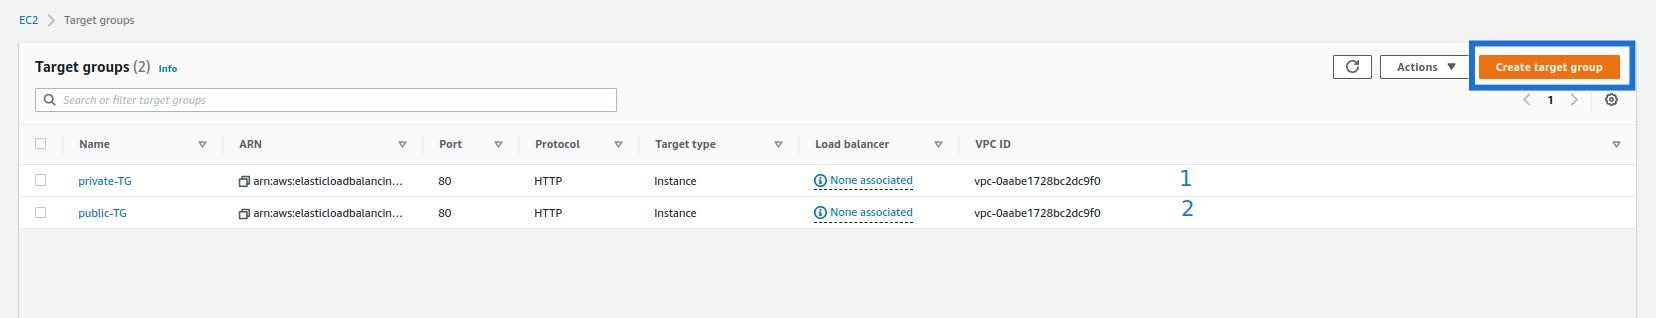 EC2 > Target groups
Target groups (2) Info
Actions
Create target group
Search or filter target groups
1
Name ARN Port Protocol Target type Load balancer VPC ID
private-TG arn:aws:elasticloadbalancin... 80 HTTP Instance None associated vpc-0aabe1728bc2dc9f0 1
public-TG arn:aws:elasticloadbalancin... 80 HTTP Instance None associated vpc-0aabe1728bc2dc9f0 2